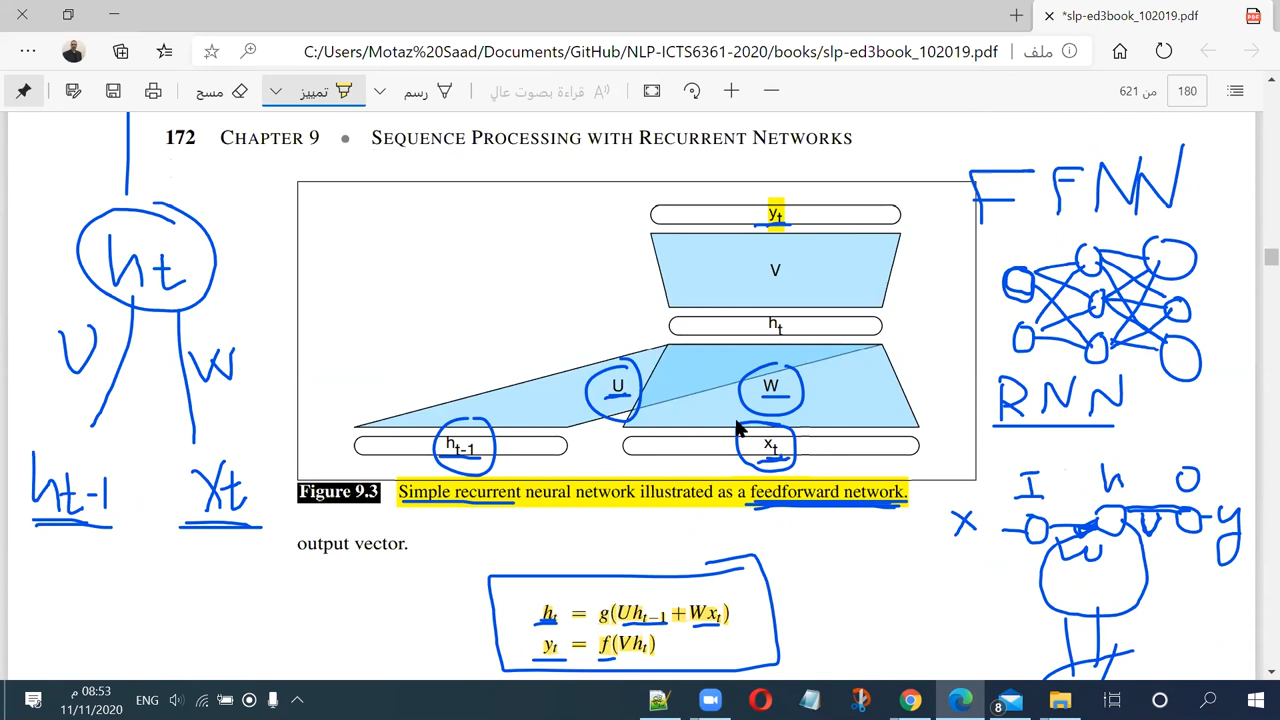 *slp-ed3book_102019.pdf
C:/Users/Motaz%20Saad/Documents/GitHub/NLP-ICTS6361-2020/books/slp-ed3book_102019.pdf
ملف
مسح
تمييز
رسم
قراءة بصوت عالٍ
180
من 621
172 CHAPTER 9 • SEQUENCE PROCESSING WITH RECURRENT NETWORKS
F FNN
yt
V
ht
ht
U
W
U
W
RNN
ht-1
xt
ht-1
Xt
Figure 9.3 Simple recurrent neural network illustrated as a feedforward network.
I h O
x
y
W
V
U
output vector.
ht = g(Uht−1 + Wxt)
yt = f(Vht)
08:53 م
11/11/2020
ENG
8